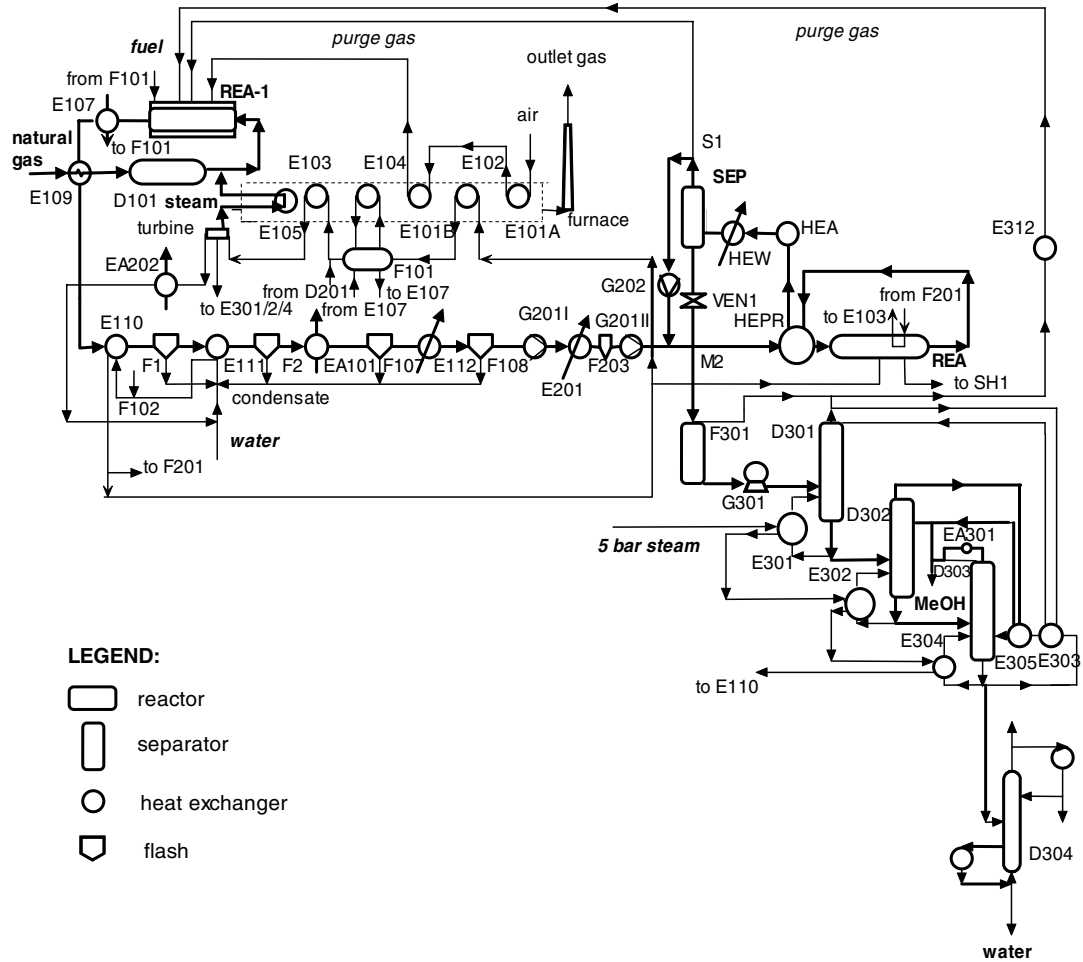 fuel
purge gas
purge gas
outlet gas
from F101
REA-1
E107
air
to F101
natural
gas
S1
E103
E104
E102
SEP
E109
D101
steam
furnace
turbine
E105
E101B
E101A
HEA
E312
HEW
EA202
F101
G202
from D201
to E107
from F201
VEN1
to E301/2/4
from E107
HEPR
to E103
E110
G201I
G201II
F1
E111
F2
EA101
F107
E112
F108
F203
M2
REA
E201
F102
condensate
to SH1
water
F301
D301
to F201
G301
D302
5 bar steam
E301
EA301
E302
D303
MeOH
E304
E305
E303
to E110
LEGEND:
reactor
separator
heat exchanger
flash
D304
water